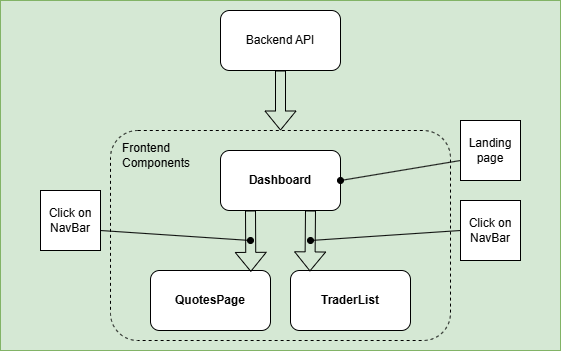 Backend API
Frontend
Components
Landing
page
Dashboard
Click on
NavBar
Click on
NavBar
QuotesPage
TraderList